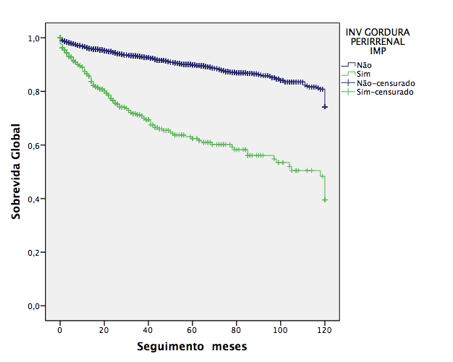 INV GORDURA
PERIRRENAL
IMP
Não
Sim
Não-censurado
Sim-censurado
1,0
0,8
0,6
0,4
0,2
0,0
Sobrevida Global
0 20 40 60 80 100 120
Seguimento meses